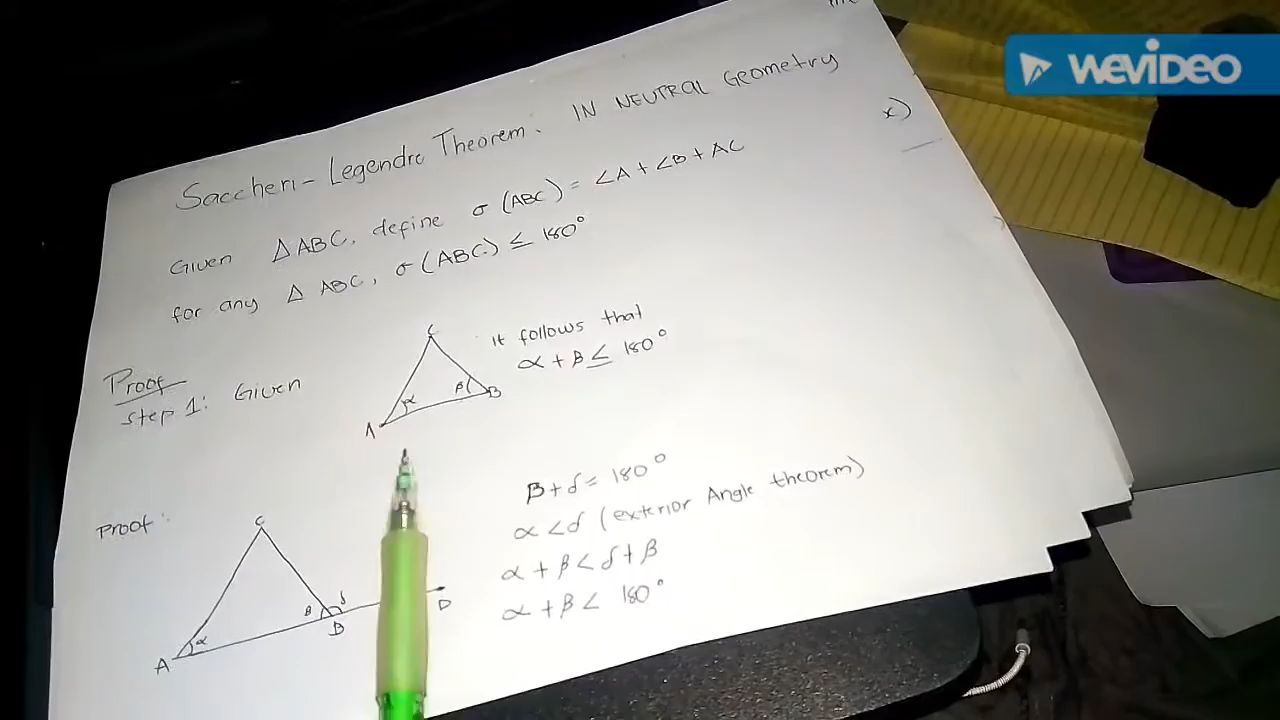 WEVIDEO
Saccheri-Legendre Theorem: IN NEUTRAL Geometry
x)
Given △ABC, define σ(ABC) = ∠A + ∠B + AC
for any △ ABC, σ(ABC) ≤ 180°
Proof
Step 1: Given
C
α
β
A
B
it follows that
α + β ≤ 180°
Proof:
C
α
β
δ
A
B
D
β + δ = 180°
α < δ (exterior Angle theorem)
α + β < δ + β
α + β < 180°